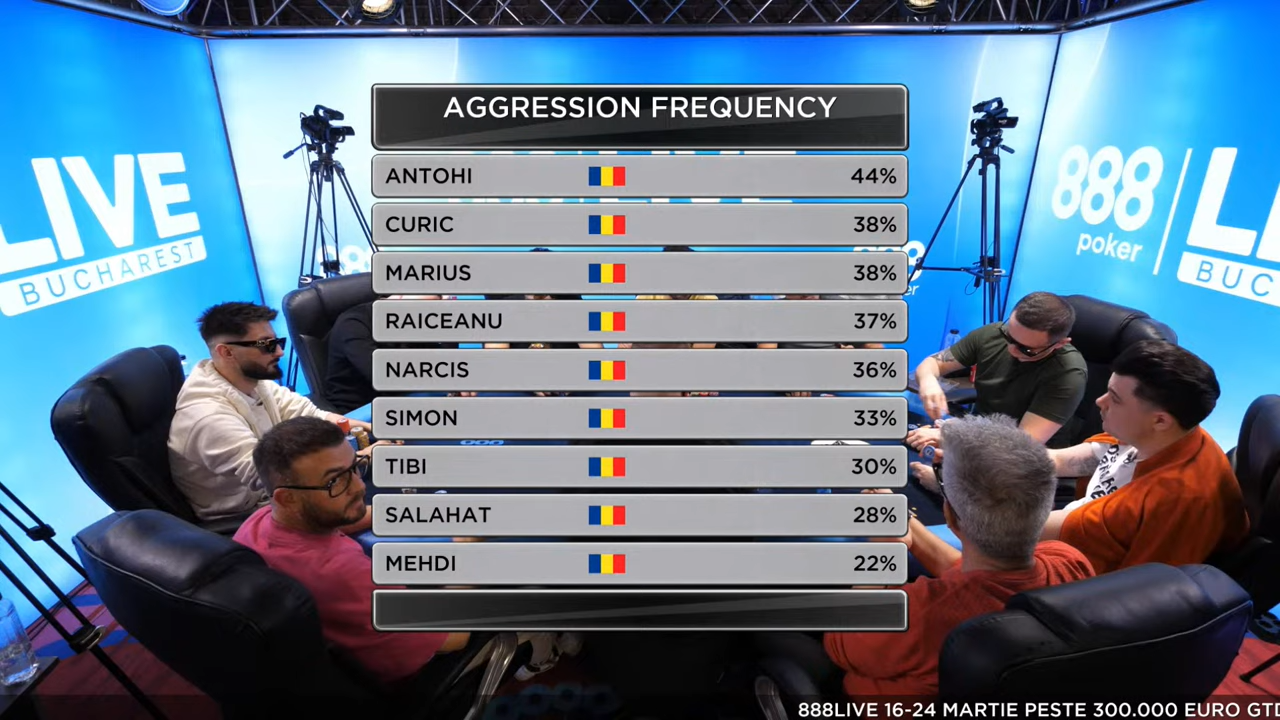 AGGRESSION FREQUENCY
ANTOHI 44%
CURIC 38%
MARIUS 38%
RAICEANU 37%
NARCIS 36%
SIMON 33%
TIBI 30%
SALAHAT 28%
MEHDI 22%
LIVE
BUCHAREST
888
poker
888LIVE 16-24 MARTIE PESTE 300.000 EURO